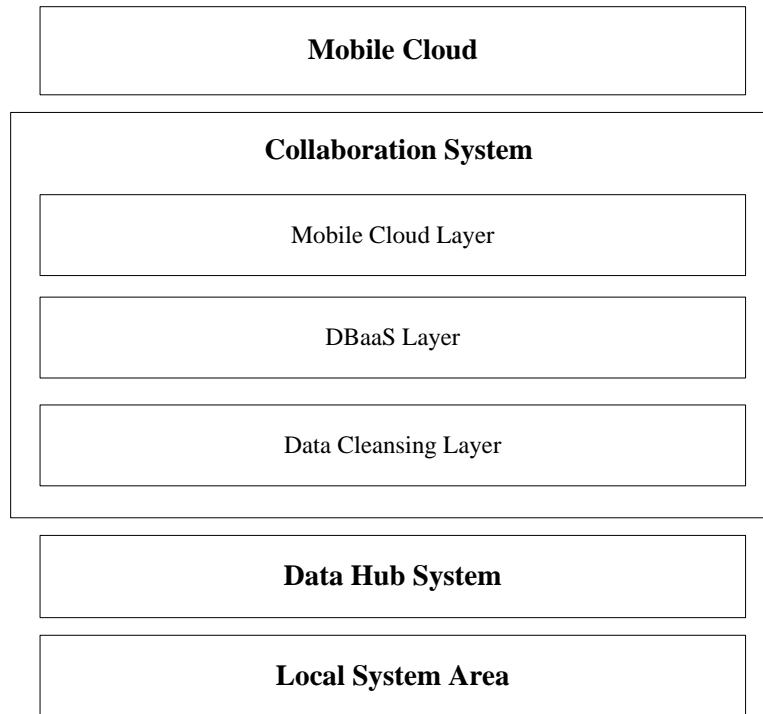 Mobile Cloud
Collaboration System
Mobile Cloud Layer
DBaaS Layer
Data Cleansing Layer
Data Hub System
Local System Area